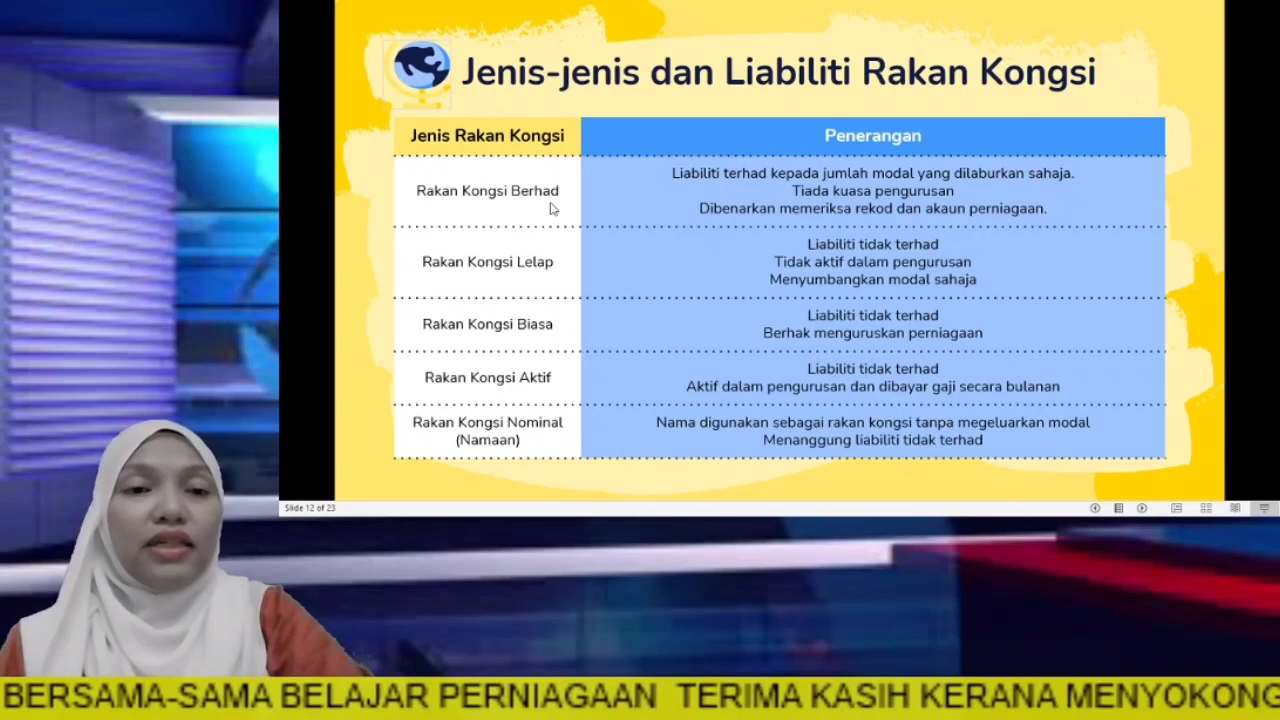 Jenis-jenis dan Liabiliti Rakan Kongsi
Jenis Rakan Kongsi
Penerangan
Rakan Kongsi Berhad
Liabiliti terhad kepada jumlah modal yang dilaburkan sahaja.
Tiada kuasa pengurusan
Dibenarkan memeriksa rekod dan akaun perniagaan.
Rakan Kongsi Lelap
Liabiliti tidak terhad
Tidak aktif dalam pengurusan
Menyumbangkan modal sahaja
Rakan Kongsi Biasa
Liabiliti tidak terhad
Berhak menguruskan perniagaan
Rakan Kongsi Aktif
Liabiliti tidak terhad
Aktif dalam pengurusan dan dibayar gaji secara bulanan
Rakan Kongsi Nominal
(Namaan)
Nama digunakan sebagai rakan kongsi tanpa megeluarkan modal
Menanggung liabiliti tidak terhad
Slide 12 of 23
BERSAMA-SAMA BELAJAR PERNIAGAAN TERIMA KASIH KERANA MENYOKONG